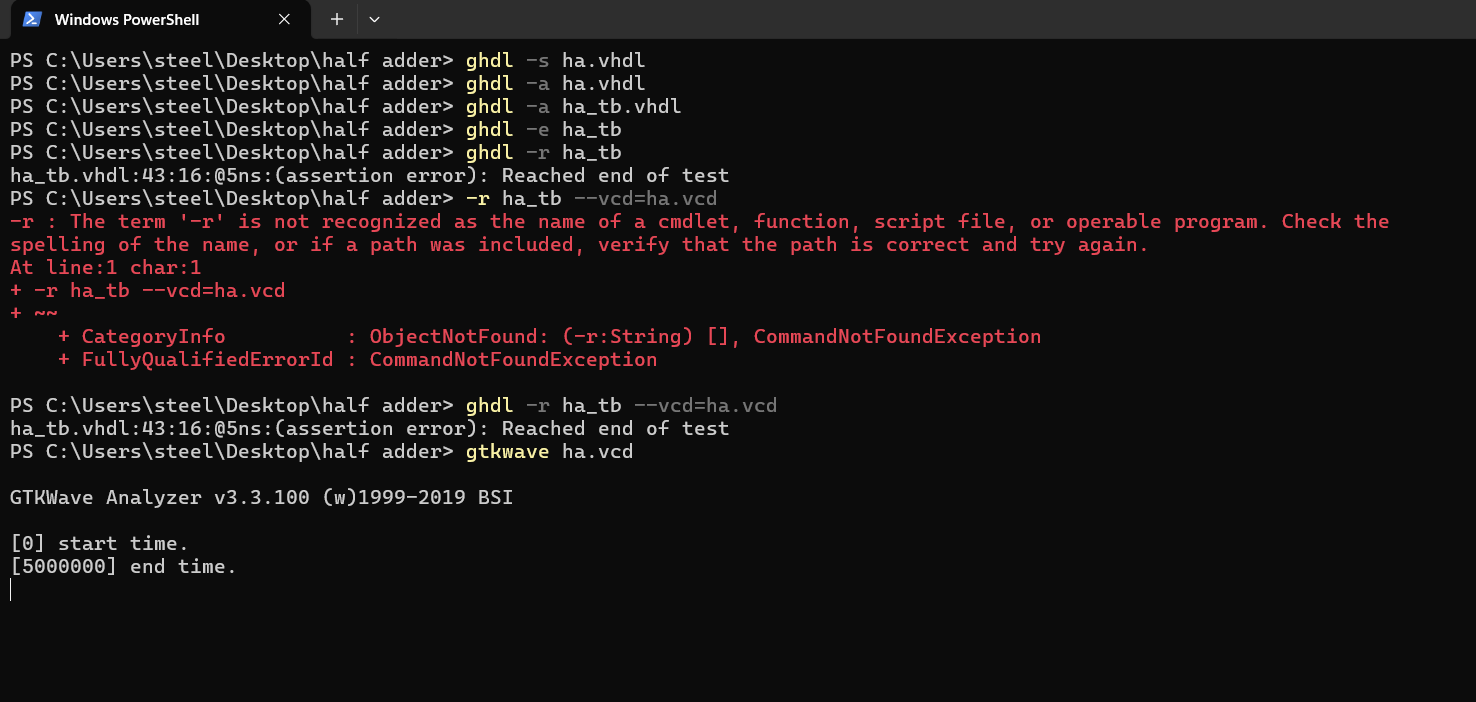 Windows PowerShell
PS C:\Users\steel\Desktop\half adder> ghdl -s ha.vhdl
PS C:\Users\steel\Desktop\half adder> ghdl -a ha.vhdl
PS C:\Users\steel\Desktop\half adder> ghdl -a ha_tb.vhdl
PS C:\Users\steel\Desktop\half adder> ghdl -e ha_tb
PS C:\Users\steel\Desktop\half adder> ghdl -r ha_tb
ha_tb.vhdl:43:16:@5ns:(assertion error): Reached end of test
PS C:\Users\steel\Desktop\half adder> -r ha_tb --vcd=ha.vcd
-r : The term '-r' is not recognized as the name of a cmdlet, function, script file, or operable program. Check the
spelling of the name, or if a path was included, verify that the path is correct and try again.
At line:1 char:1
+ -r ha_tb --vcd=ha.vcd
+ ~~
    + CategoryInfo          : ObjectNotFound: (-r:String) [], CommandNotFoundException
    + FullyQualifiedErrorId : CommandNotFoundException
PS C:\Users\steel\Desktop\half adder> ghdl -r ha_tb --vcd=ha.vcd
ha_tb.vhdl:43:16:@5ns:(assertion error): Reached end of test
PS C:\Users\steel\Desktop\half adder> gtkwave ha.vcd
GTKWave Analyzer v3.3.100 (w)1999-2019 BSI
[0] start time.
[5000000] end time.